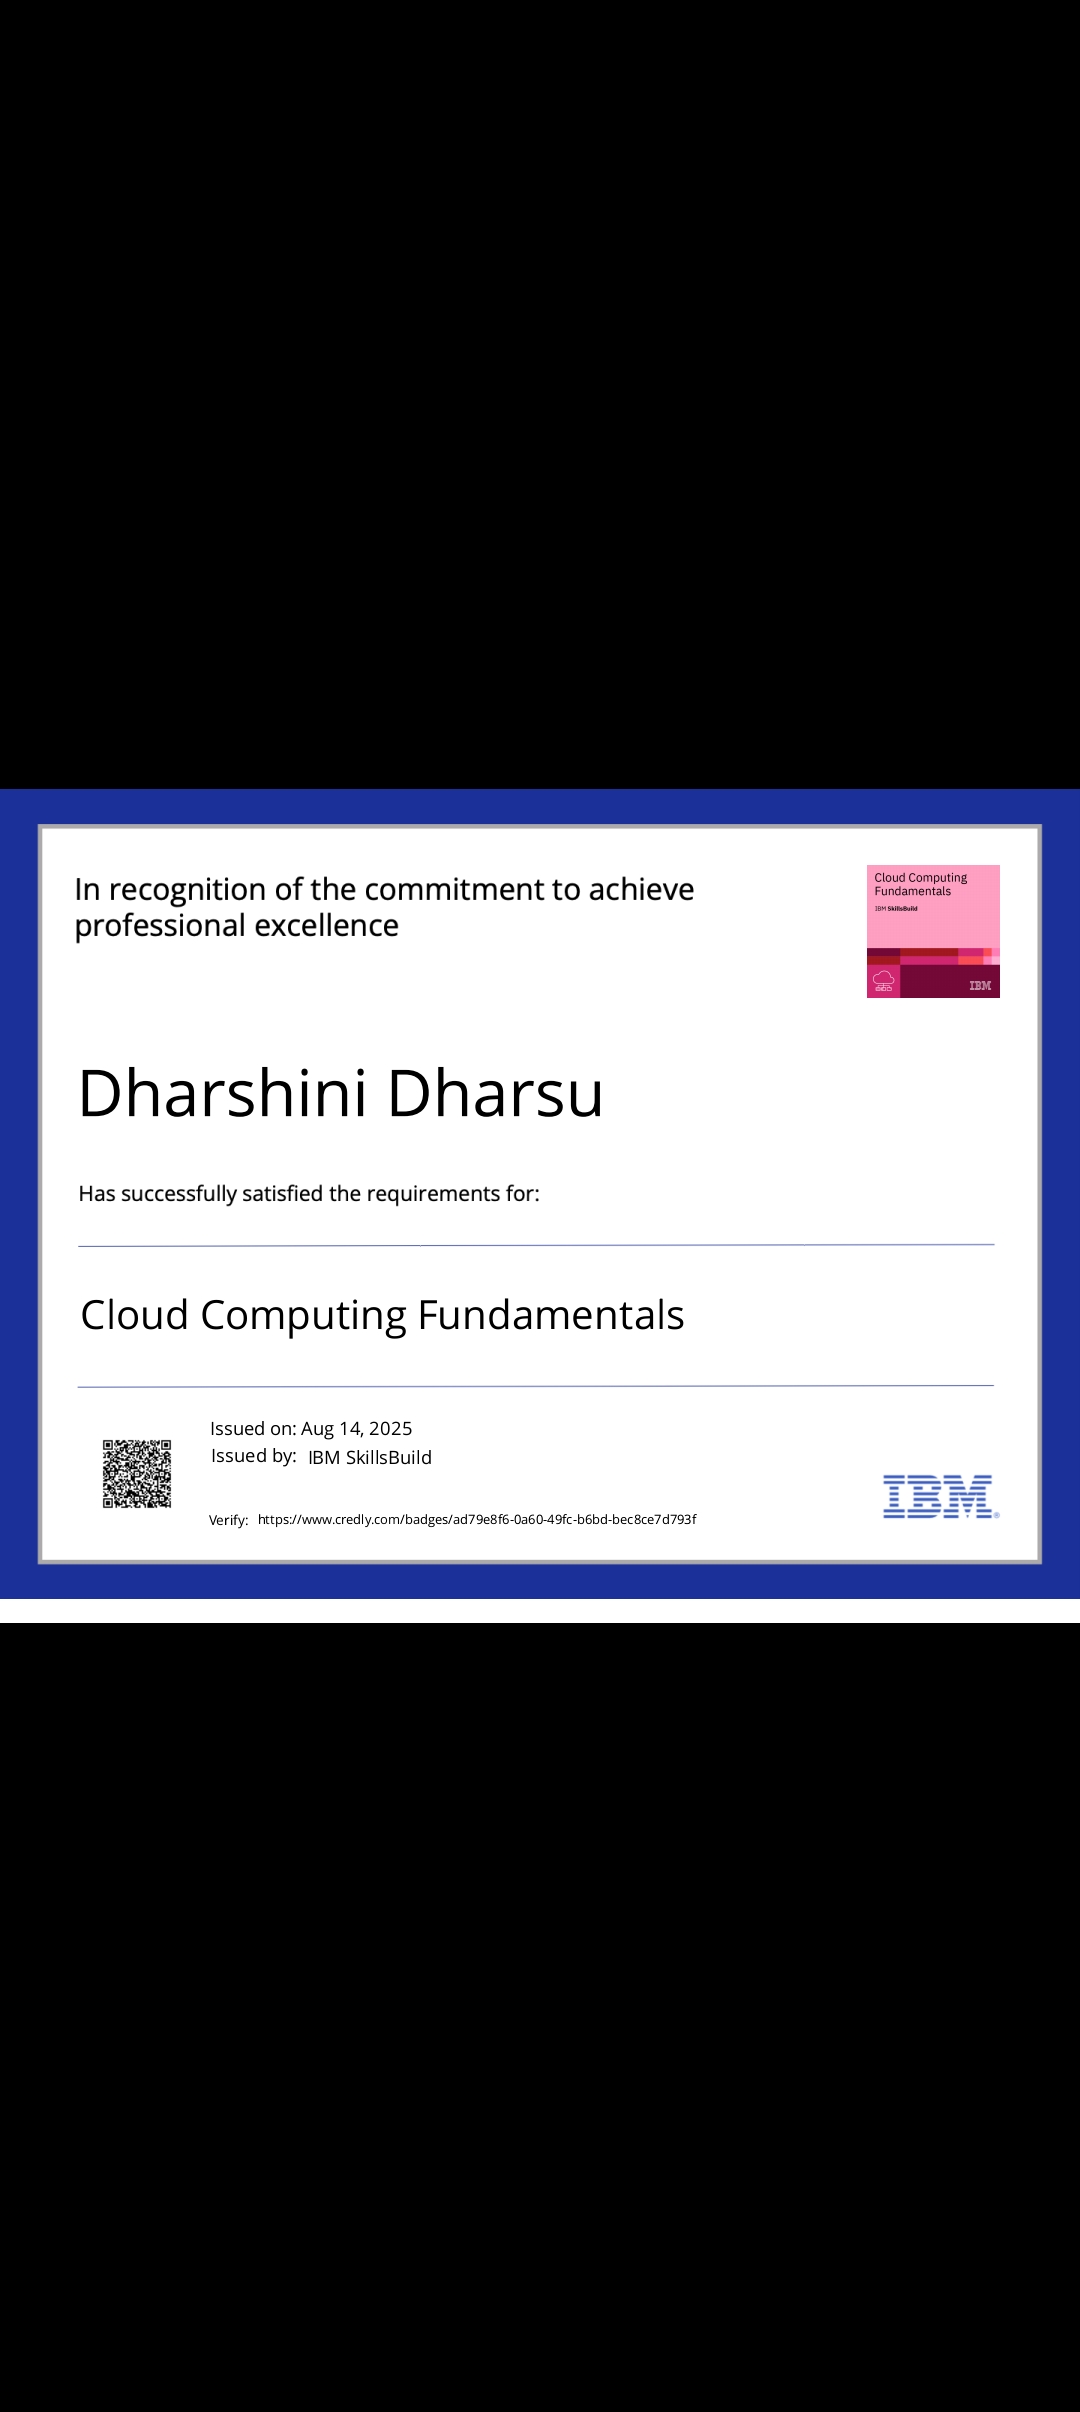 In recognition of the commitment to achieve
professional excellence
Cloud Computing
Fundamentals
IBM SkillsBuild
IBM
Dharshini Dharsu
Has successfully satisfied the requirements for:
Cloud Computing Fundamentals
Issued on: Aug 14, 2025
Issued by: IBM SkillsBuild
Verify: https://www.credly.com/badges/ad79e8f6-0a60-49fc-b6bd-bec8ce7d793f
IBM®